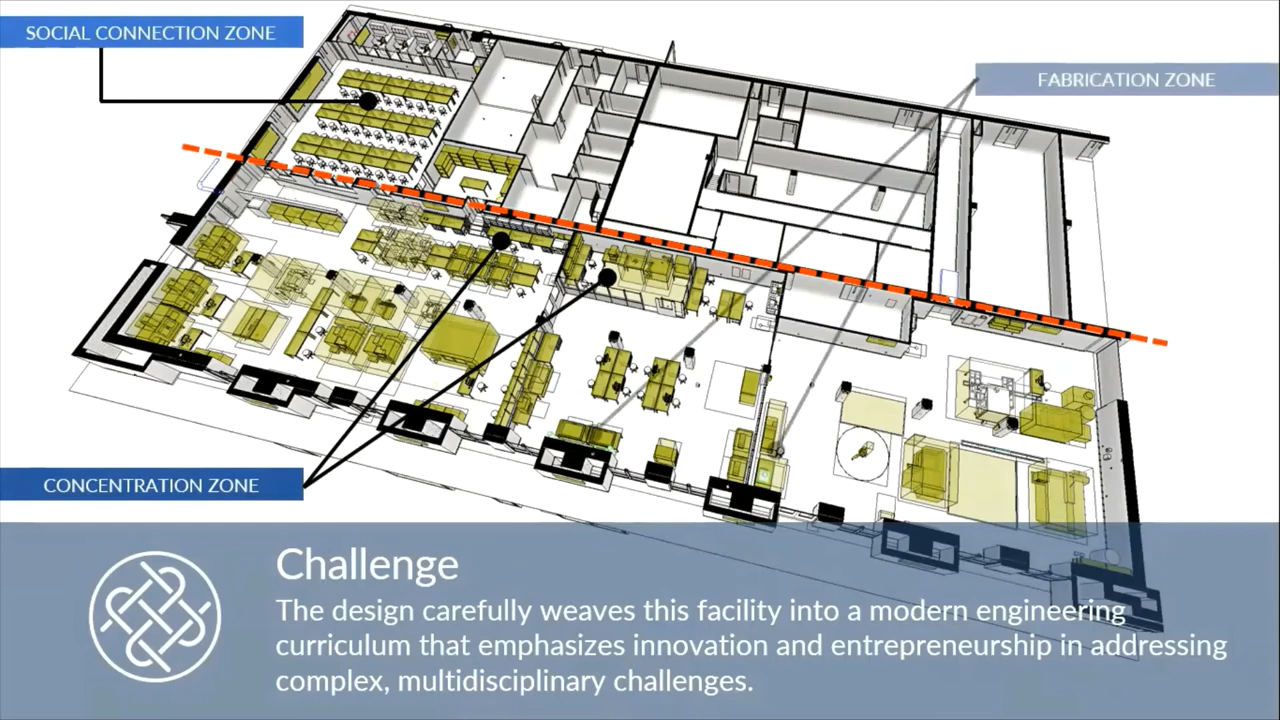 SOCIAL CONNECTION ZONE
FABRICATION ZONE
CONCENTRATION ZONE
Challenge
The design carefully weaves this facility into a modern engineering
curriculum that emphasizes innovation and entrepreneurship in addressing
complex, multidisciplinary challenges.